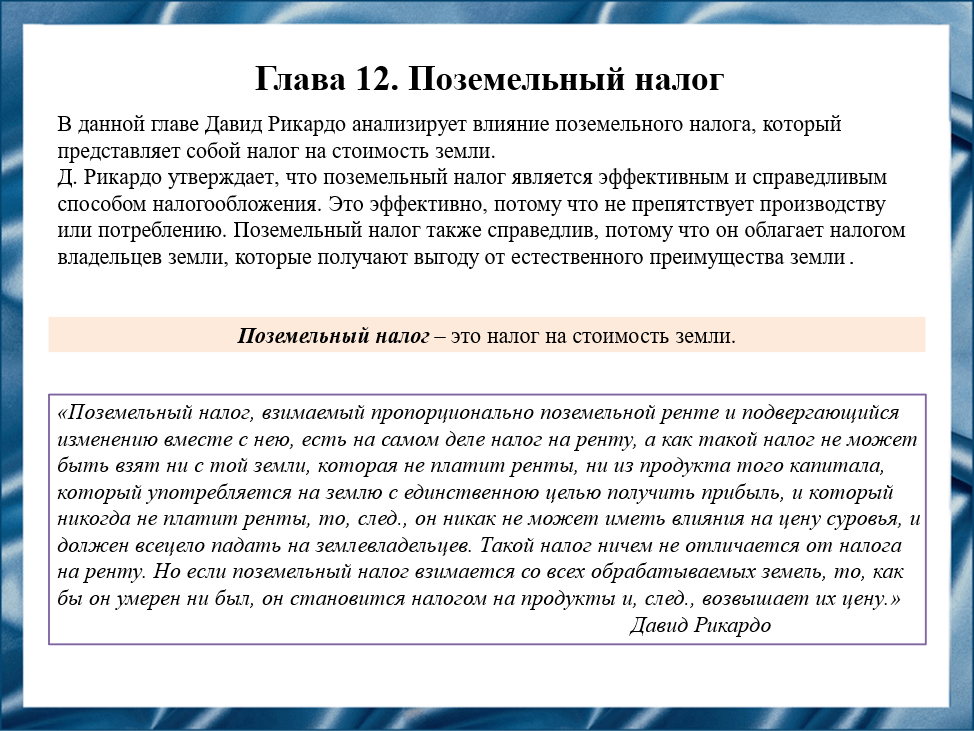 Глава 12. Поземельный налог
В данной главе Давид Рикардо анализирует влияние поземельного налога, который
представляет собой налог на стоимость земли.
Д. Рикардо утверждает, что поземельный налог является эффективным и справедливым
способом налогообложения. Это эффективно, потому что не препятствует производству
или потреблению. Поземельный налог также справедлив, потому что он облагает налогом
владельцев земли, которые получают выгоду от естественного преимущества земли .
Поземельный налог – это налог на стоимость земли.
«Поземельный налог, взимаемый пропорционально поземельной ренте и подвергающийся
изменению вместе с нею, есть на самом деле налог на ренту, а как такой налог не может
быть взят ни с той земли, которая не платит ренты, ни из продукта того капитала,
который употребляется на землю с единственною целью получить прибыль, и который
никогда не платит ренты, то, след., он никак не может иметь влияния на цену суровья, и
должен всецело падать на землевладельцев. Такой налог ничем не отличается от налога
на ренту. Но если поземельный налог взимается со всех обрабатываемых земель, то, как
бы он умерен ни был, он становится налогом на продукты и, след., возвышает их цену.»
Давид Рикардо